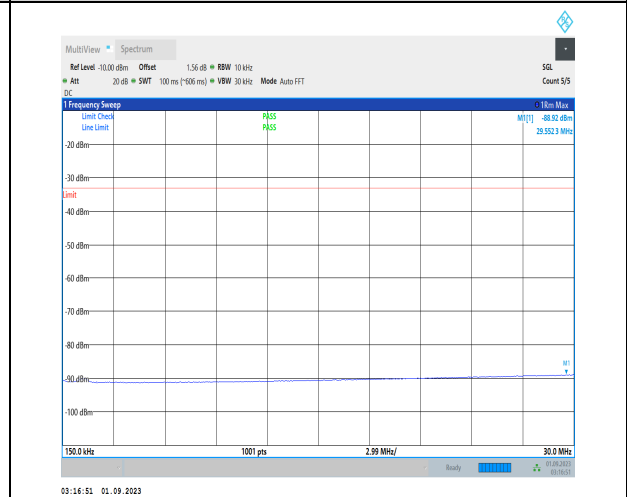 MultiView Spectrum
Ref Level -10.00 dBm Offset 1.56 dB RBW 10 kHz SGL
Att 20 dB SWT 100 ms (~606 ms) VBW 30 kHz Mode Auto FFT Count 5/5
DC
1 Frequency Sweep 1Rm Max
Limit Check PASS M1[1] -88.92 dBm
Line Limit PASS 29.552 3 MHz
-20 dBm
-30 dBm
Limit
-40 dBm
-50 dBm
-60 dBm
-70 dBm
-80 dBm
M1
-90 dBm
-100 dBm
150.0 kHz 1001 pts 2.99 MHz/ 30.0 MHz
Ready 01.09.2023
03:16:51
03:16:51 01.09.2023